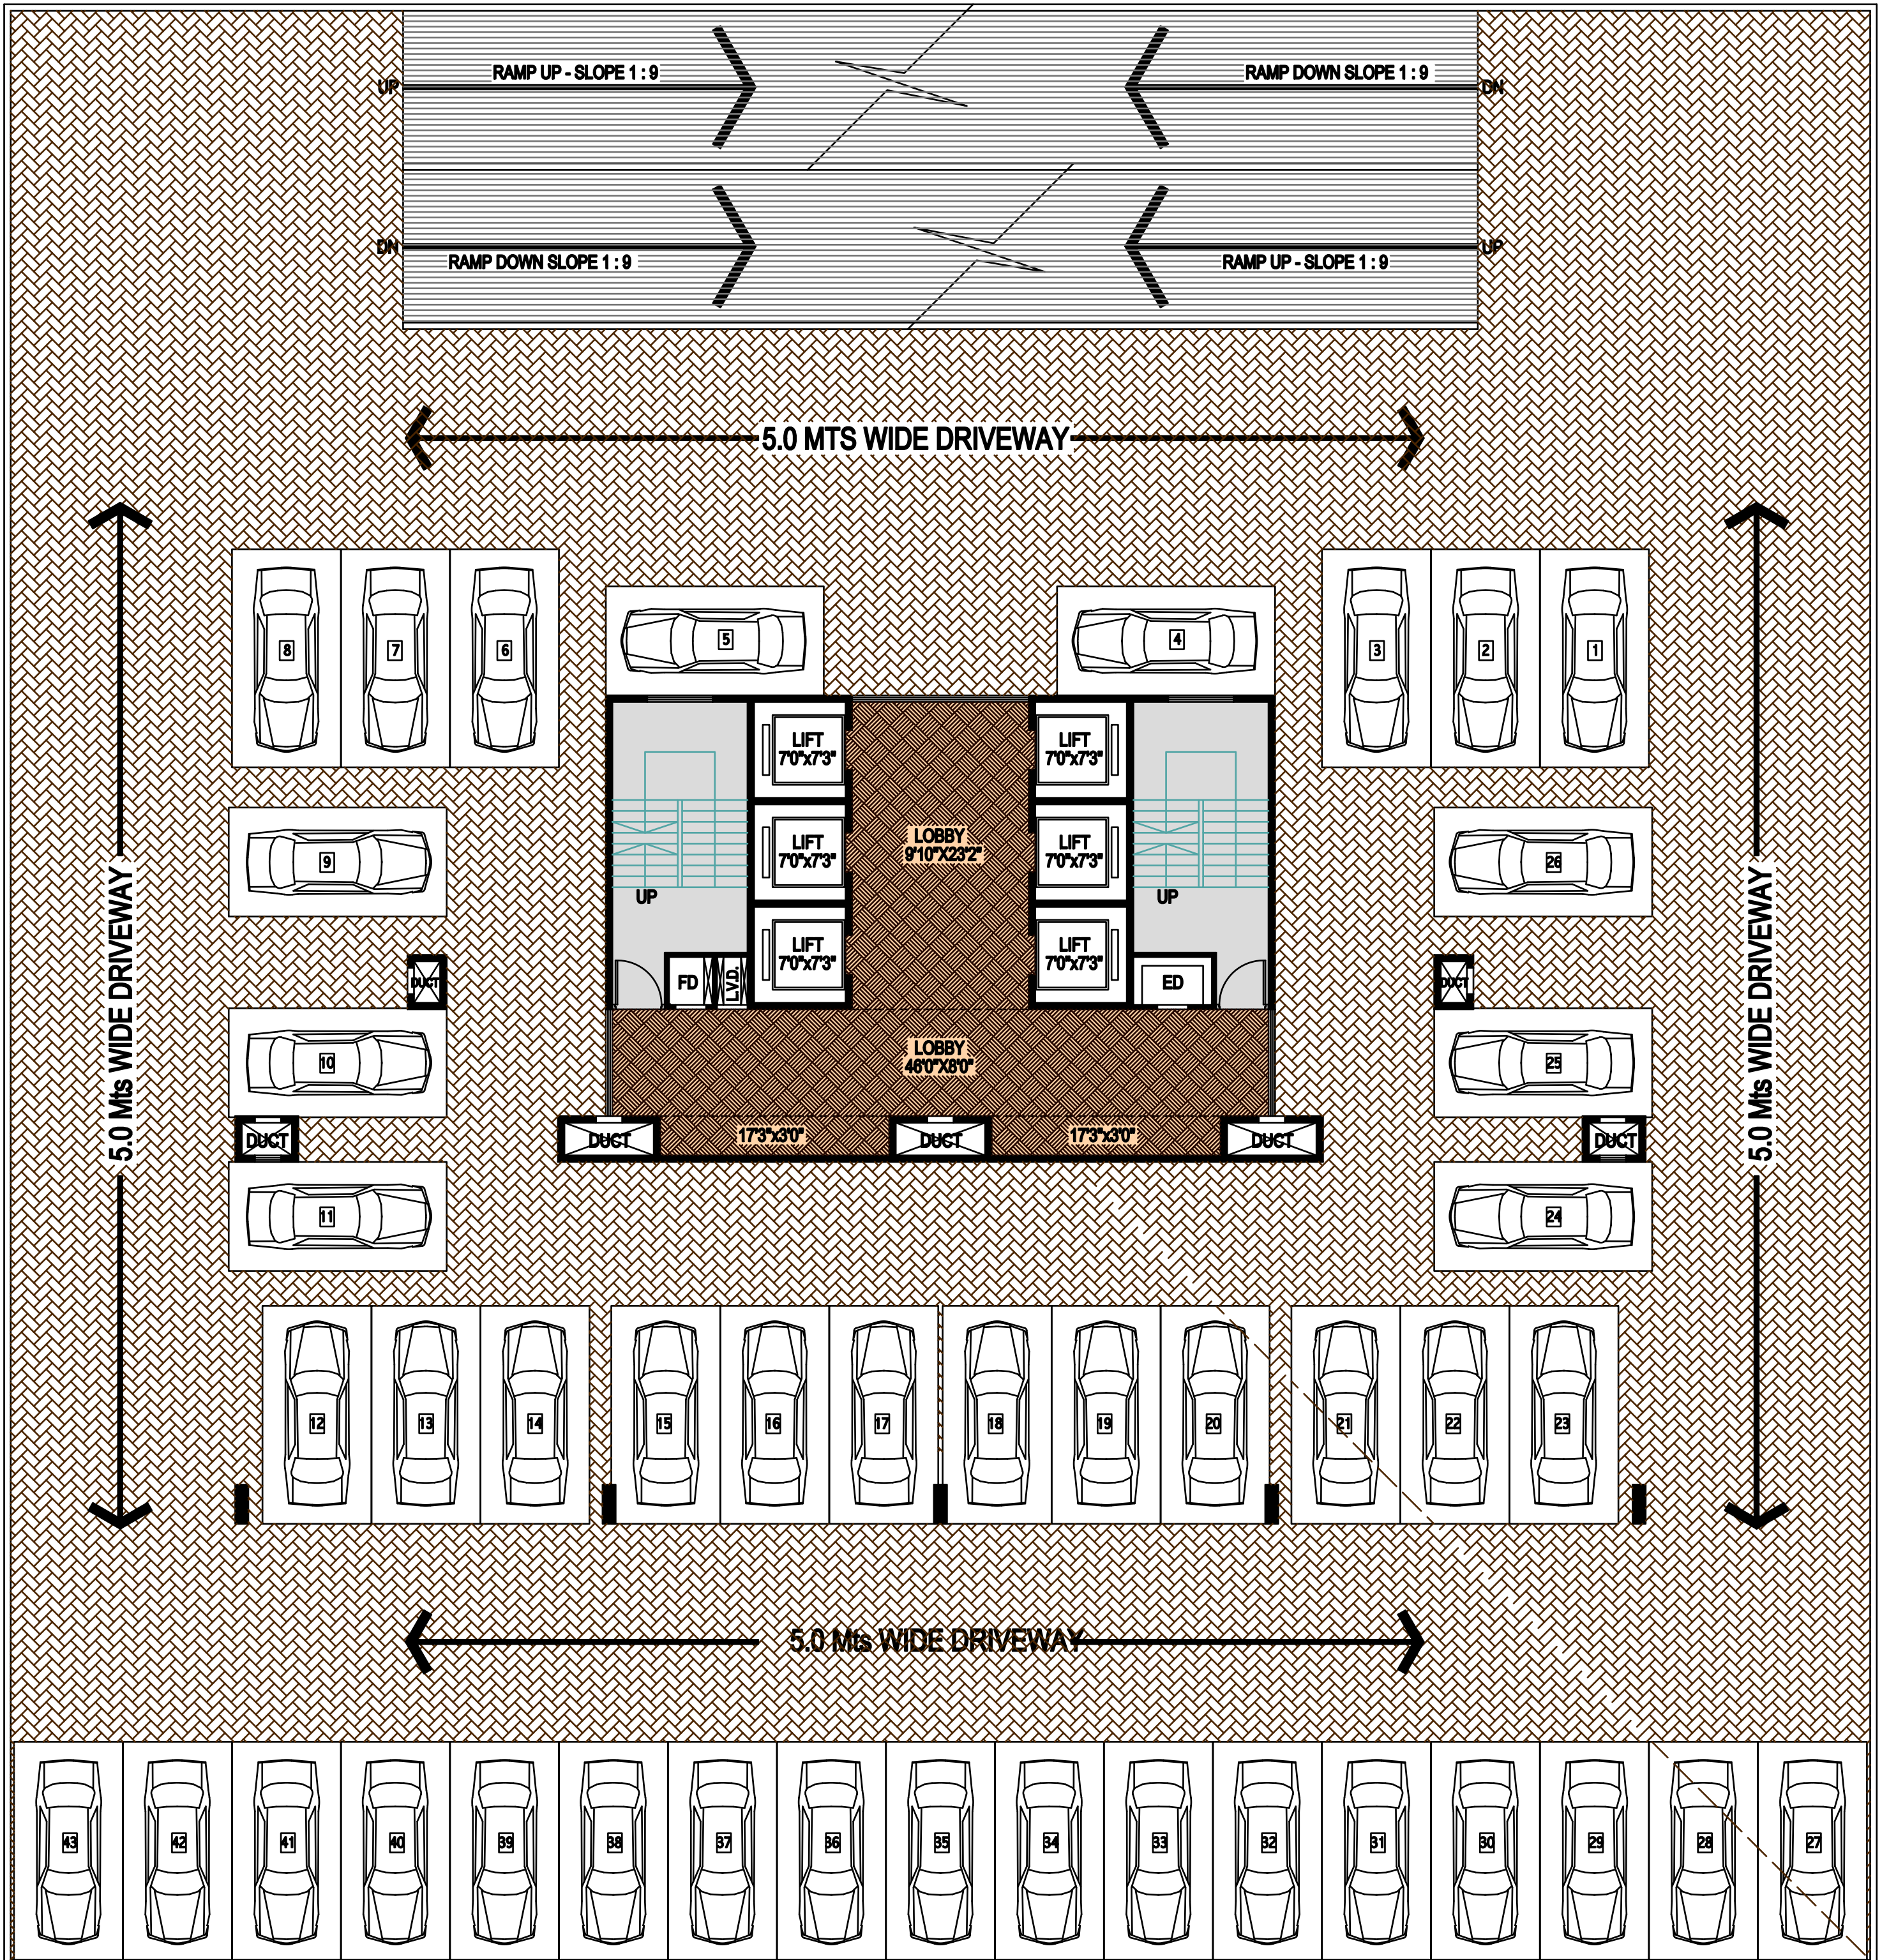 RAMP UP - SLOPE 1 : 9
RAMP DOWN SLOPE 1 : 9
UP
DN
DN
UP
RAMP DOWN SLOPE 1 : 9
RAMP UP - SLOPE 1 : 9
5.0 MTS WIDE DRIVEWAY
8
7
6
5
4
3
2
1
LIFT
7'0"x7'3"
LIFT
7'0"x7'3"
LOBBY
9'10"X23'2"
LIFT
7'0"x7'3"
LIFT
7'0"x7'3"
9
26
UP
UP
LIFT
7'0"x7'3"
LIFT
7'0"x7'3"
5.0 Mts WIDE DRIVEWAY
5.0 Mts WIDE DRIVEWAY
DUCT
FD
LVD.
ED
DUCT
10
LOBBY
46'0"X8'0"
25
DUCT
DUCT
17'3"x3'0"
DUCT
17'3"x3'0"
DUCT
DUCT
11
24
12
13
14
15
16
17
18
19
20
21
22
23
5.0 Mts WIDE DRIVEWAY
43
42
41
40
39
38
37
36
35
34
33
32
31
30
29
28
27